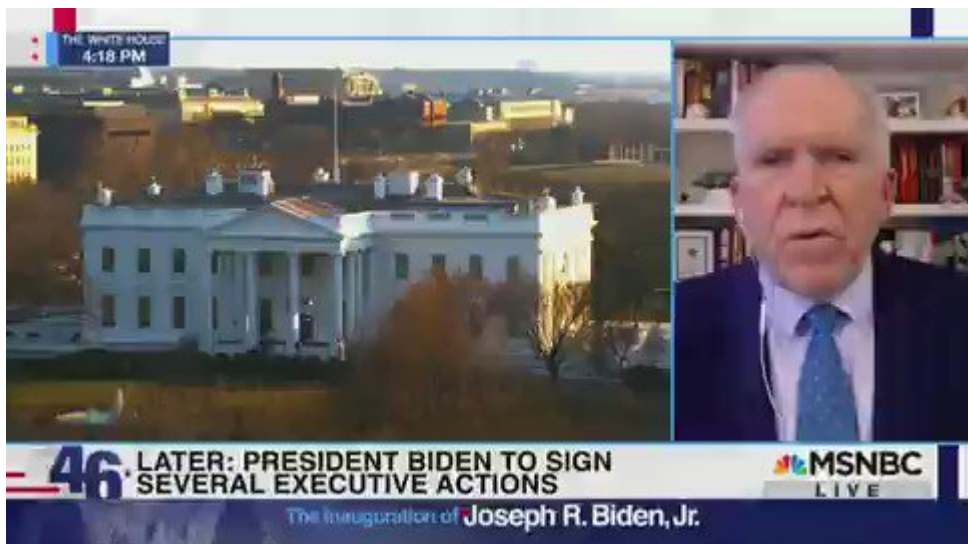 THE WHITE HOUSE
4:18 PM
46
LATER: PRESIDENT BIDEN TO SIGN
SEVERAL EXECUTIVE ACTIONS
MSNBC
LIVE
The Inauguration of Joseph R. Biden, Jr.